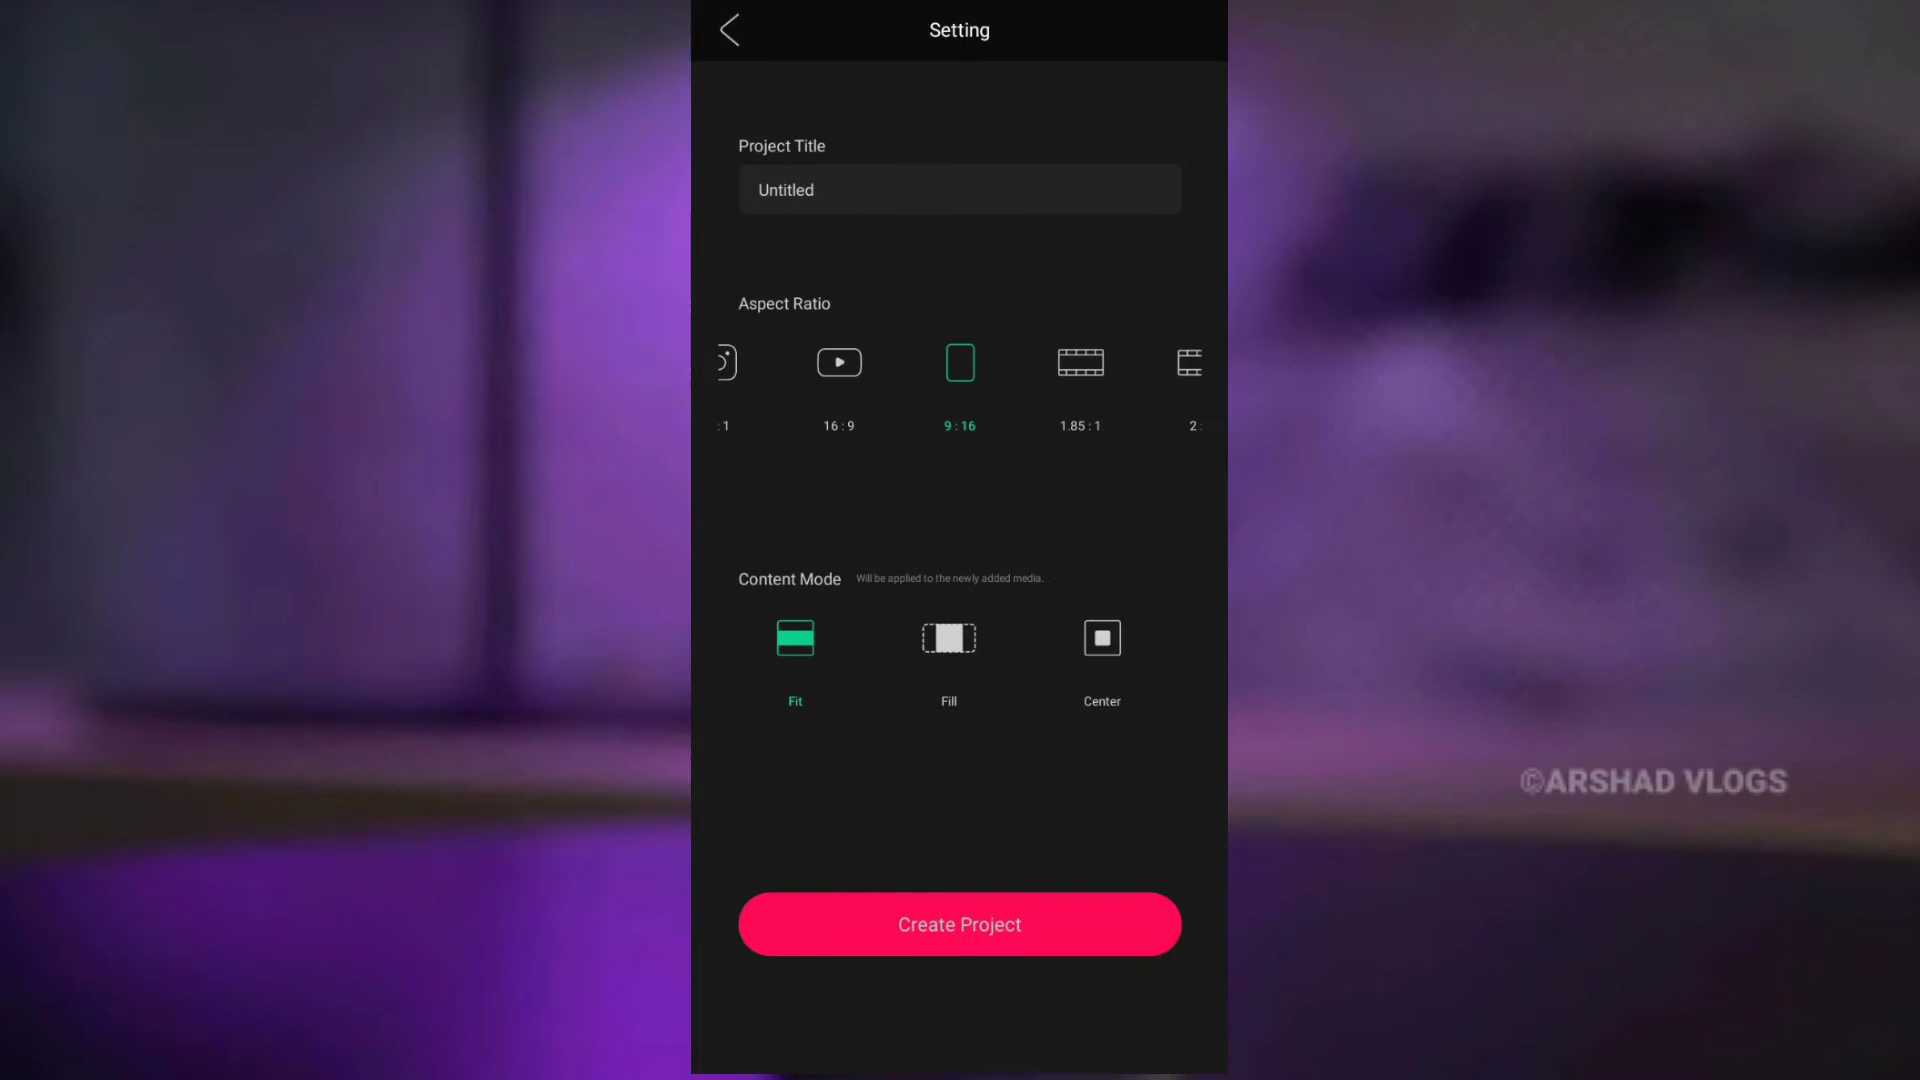 Setting
Project Title
Untitled
Aspect Ratio
:1
16:9
9:16
1.85:1
2:
Content Mode Will be applied to the newly added media.
Fit
Fill
Center
©ARSHAD VLOGS
Create Project